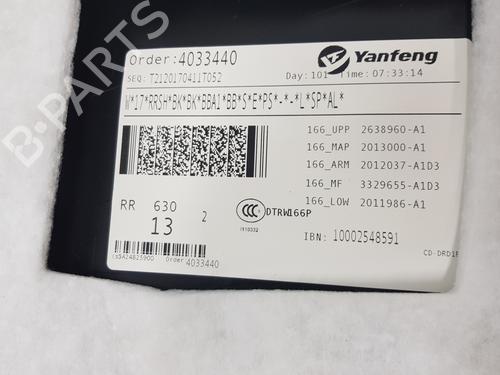 Order:4033440
Yanfeng
SEQ: T2120170411T052
Day:101 Time: 07:33:14
W*17*RRSH*BK*BK*BBA1*BB*S*E*PS*-*-*L*SP*AL*
166_UPP 2638960-A1
166_MAP 2013000-A1
166_ARM 2012037-A1D3
166_MF 3329655-A1D3
166_LOW 2011986-A1
RR 630
13 2
CCC
DTRW166P
IBN: 10002548591
Order:
4033440
B-Parts